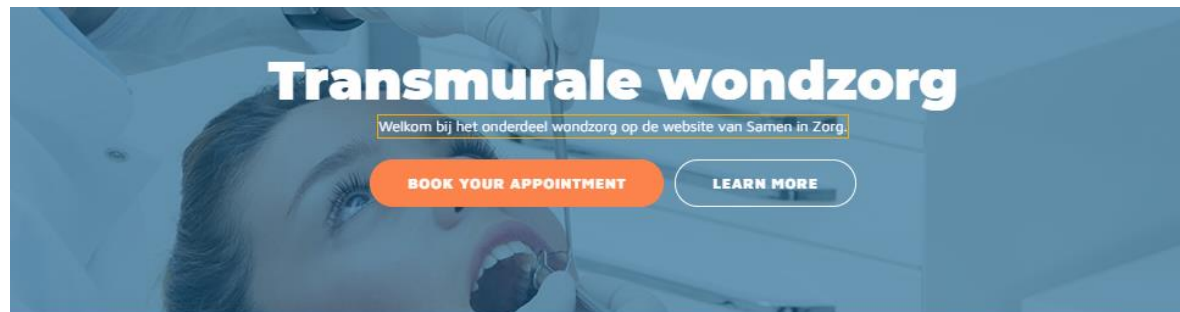 Transmurale wondzorg
Welkom bij het onderdeel wondzorg op de website van Samen in Zorg.
BOOK YOUR APPOINTMENT
LEARN MORE